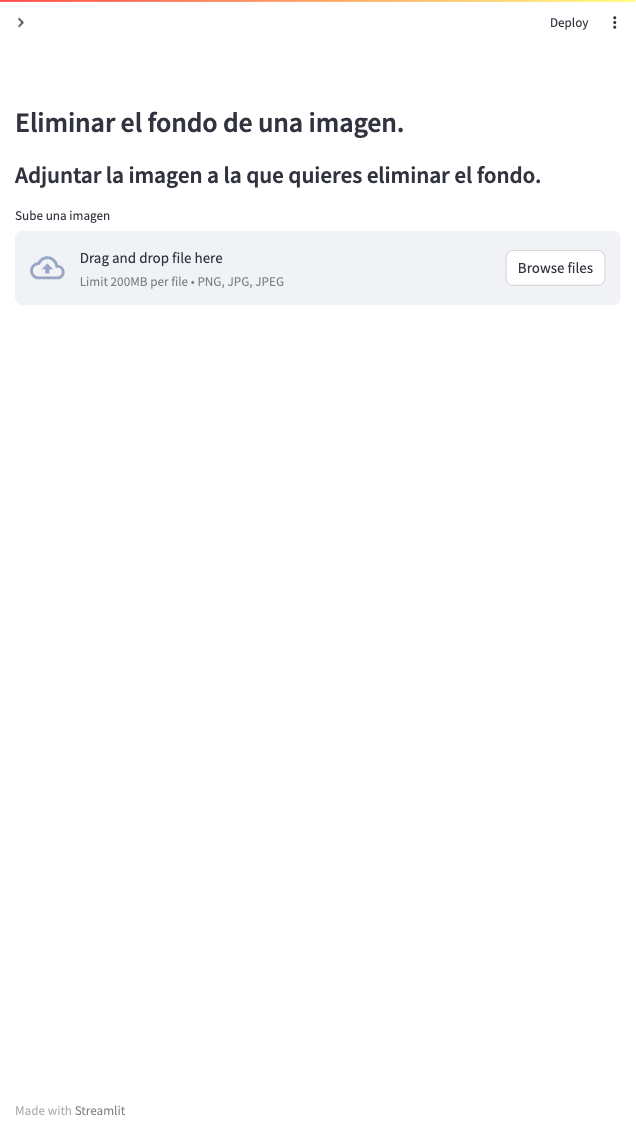 Deploy
Eliminar el fondo de una imagen.
Adjuntar la imagen a la que quieres eliminar el fondo.
Sube una imagen
Drag and drop file here
Limit 200MB per file • PNG, JPG, JPEG
Browse files
Made with Streamlit